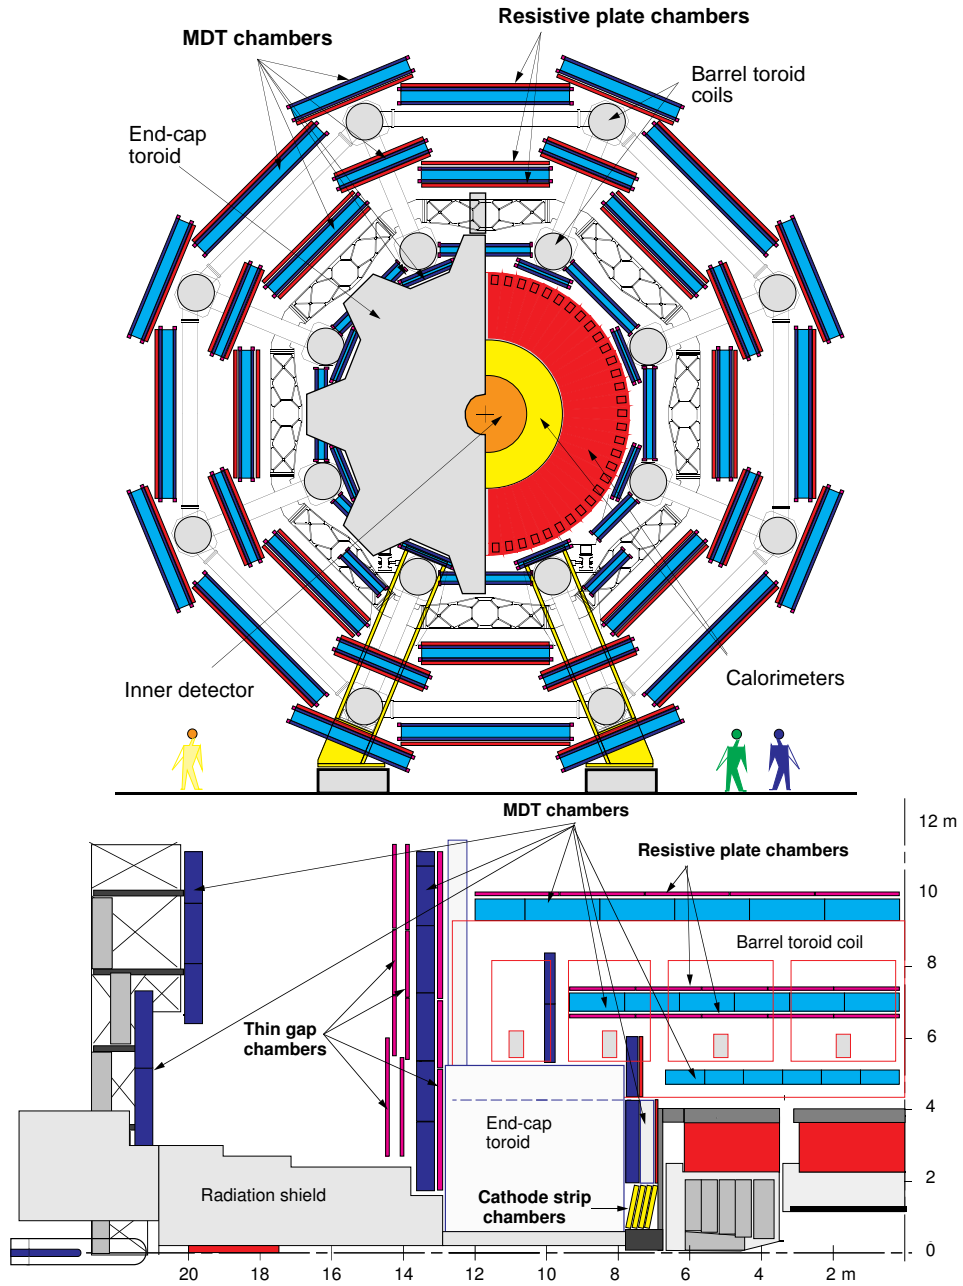 Resistive plate chambers
MDT chambers
Barrel toroid
coils
End-cap
toroid
Inner detector
Calorimeters
MDT chambers
12 m
Resistive plate chambers
10
Barrel toroid coil
8
Thin gap
chambers
6
4
End-cap
toroid
2
Radiation shield
Cathode strip
chambers
0
20
18
16
14
12
10
8
6
4
2 m